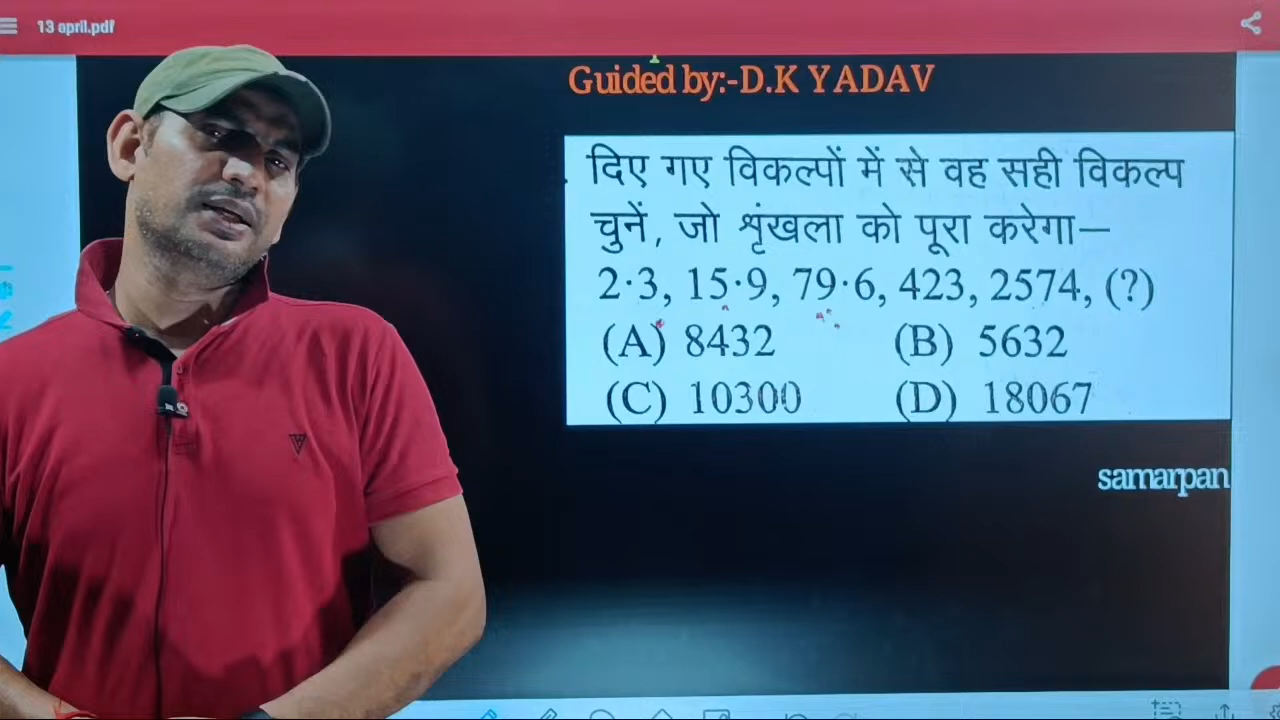 13 april.pdf
Guided by:-D.K YADAV
दिए गए विकल्पों में से वह सही विकल्प
चुनें, जो शृंखला को पूरा करेगा—
2·3, 15·9, 79·6, 423, 2574, (?)
(A) 8432 (B) 5632
(C) 10300 (D) 18067
samarpan